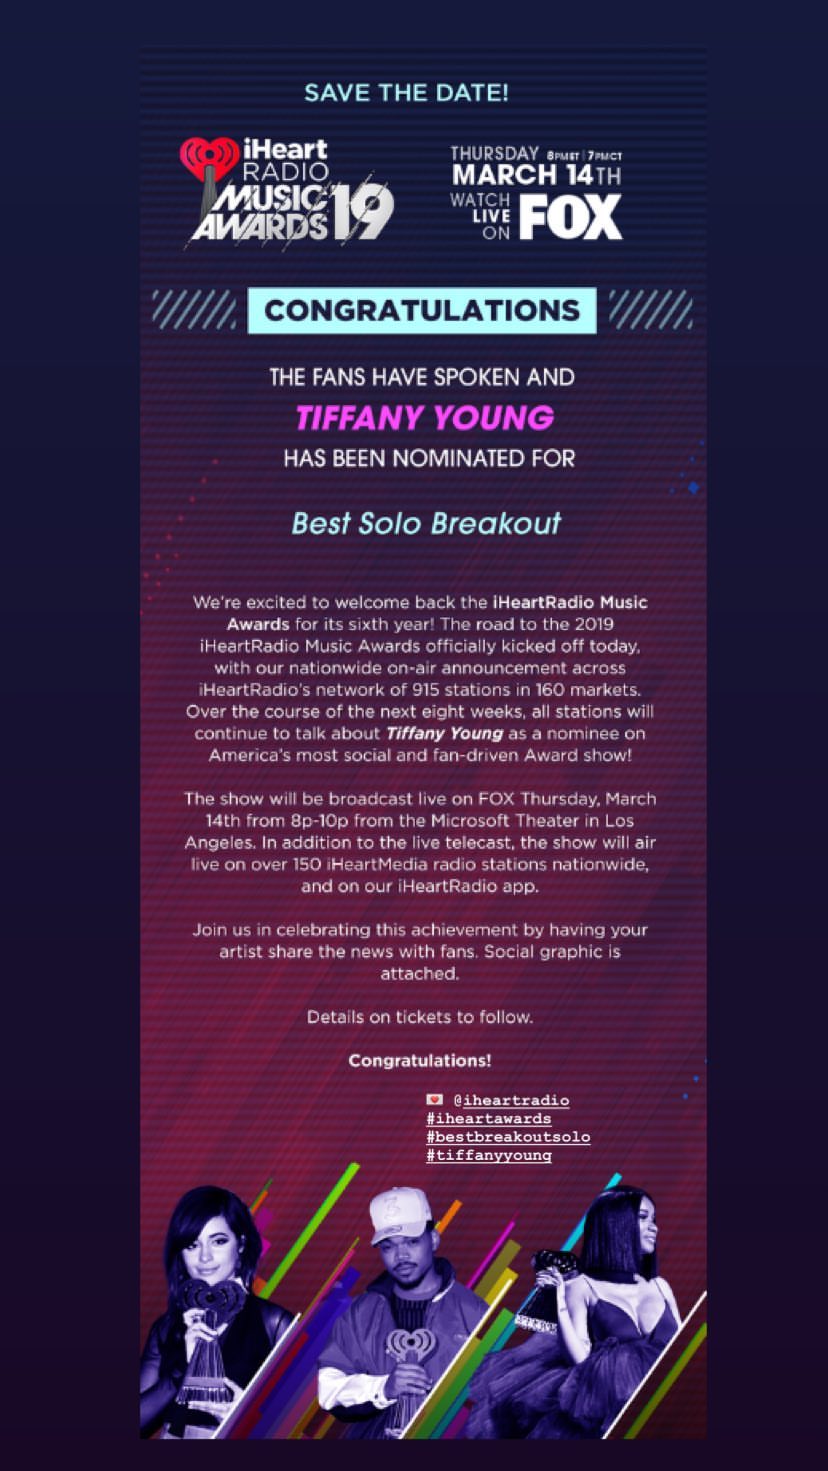 SAVE THE DATE!
iHeart
RADIO
MUSIC
AWARDS '19
THURSDAY 8PM ET | 7PM CT
MARCH 14TH
WATCH
LIVE
ON
FOX
CONGRATULATIONS
THE FANS HAVE SPOKEN AND
TIFFANY YOUNG
HAS BEEN NOMINATED FOR
Best Solo Breakout
We're excited to welcome back the iHeartRadio Music
Awards for its sixth year! The road to the 2019
iHeartRadio Music Awards officially kicked off today,
with our nationwide on-air announcement across
iHeartRadio's network of 915 stations in 160 markets.
Over the course of the next eight weeks, all stations will
continue to talk about Tiffany Young as a nominee on
America's most social and fan-driven Award show!
The show will be broadcast live on FOX Thursday, March
14th from 8p-10p from the Microsoft Theater in Los
Angeles. In addition to the live telecast, the show will air
live on over 150 iHeartMedia radio stations nationwide,
and on our iHeartRadio app.
Join us in celebrating this achievement by having your
artist share the news with fans. Social graphic is
attached.
Details on tickets to follow.
Congratulations!
💌 @iheartradio
#iheartawards
#bestbreakoutsolo
#tiffanyyoung
3